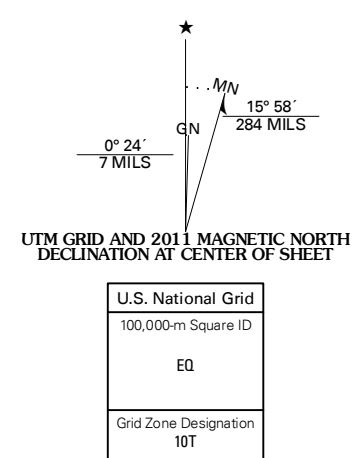 ★
MN
15° 58´
284 MILS
GN
0° 24´
7 MILS
UTM GRID AND 2011 MAGNETIC NORTH
DECLINATION AT CENTER OF SHEET
U.S. National Grid
100,000-m Square ID
EQ
Grid Zone Designation
10T